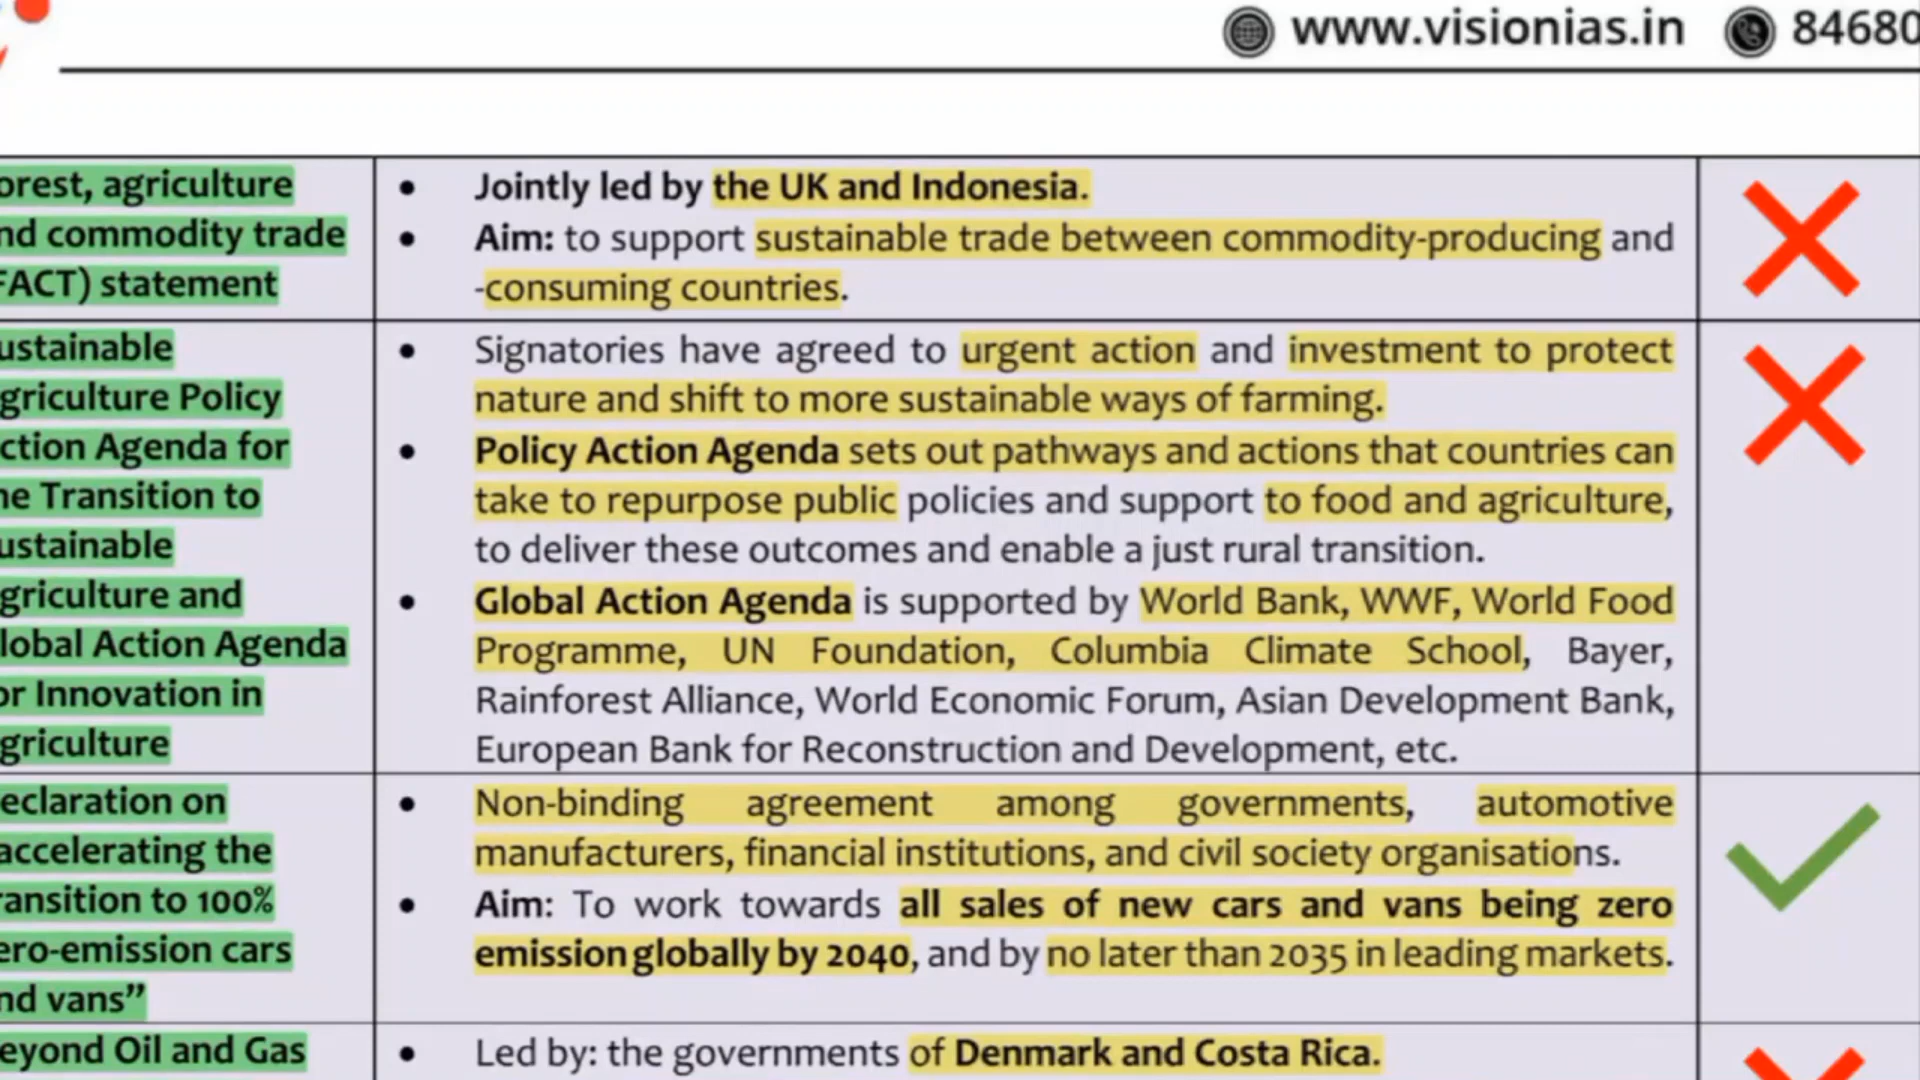 www.visionias.in 84680
orest, agriculture
nd commodity trade
FACT) statement
• Jointly led by the UK and Indonesia.
• Aim: to support sustainable trade between commodity-producing and
-consuming countries.
ustainable
griculture Policy
ction Agenda for
he Transition to
ustainable
griculture and
lobal Action Agenda
or Innovation in
griculture
• Signatories have agreed to urgent action and investment to protect
nature and shift to more sustainable ways of farming.
• Policy Action Agenda sets out pathways and actions that countries can
take to repurpose public policies and support to food and agriculture,
to deliver these outcomes and enable a just rural transition.
• Global Action Agenda is supported by World Bank, WWF, World Food
Programme, UN Foundation, Columbia Climate School, Bayer,
Rainforest Alliance, World Economic Forum, Asian Development Bank,
European Bank for Reconstruction and Development, etc.
eclaration on
accelerating the
ransition to 100%
ero-emission cars
nd vans”
• Non-binding agreement among governments, automotive
manufacturers, financial institutions, and civil society organisations.
• Aim: To work towards all sales of new cars and vans being zero
emission globally by 2040, and by no later than 2035 in leading markets.
eyond Oil and Gas
• Led by: the governments of Denmark and Costa Rica.